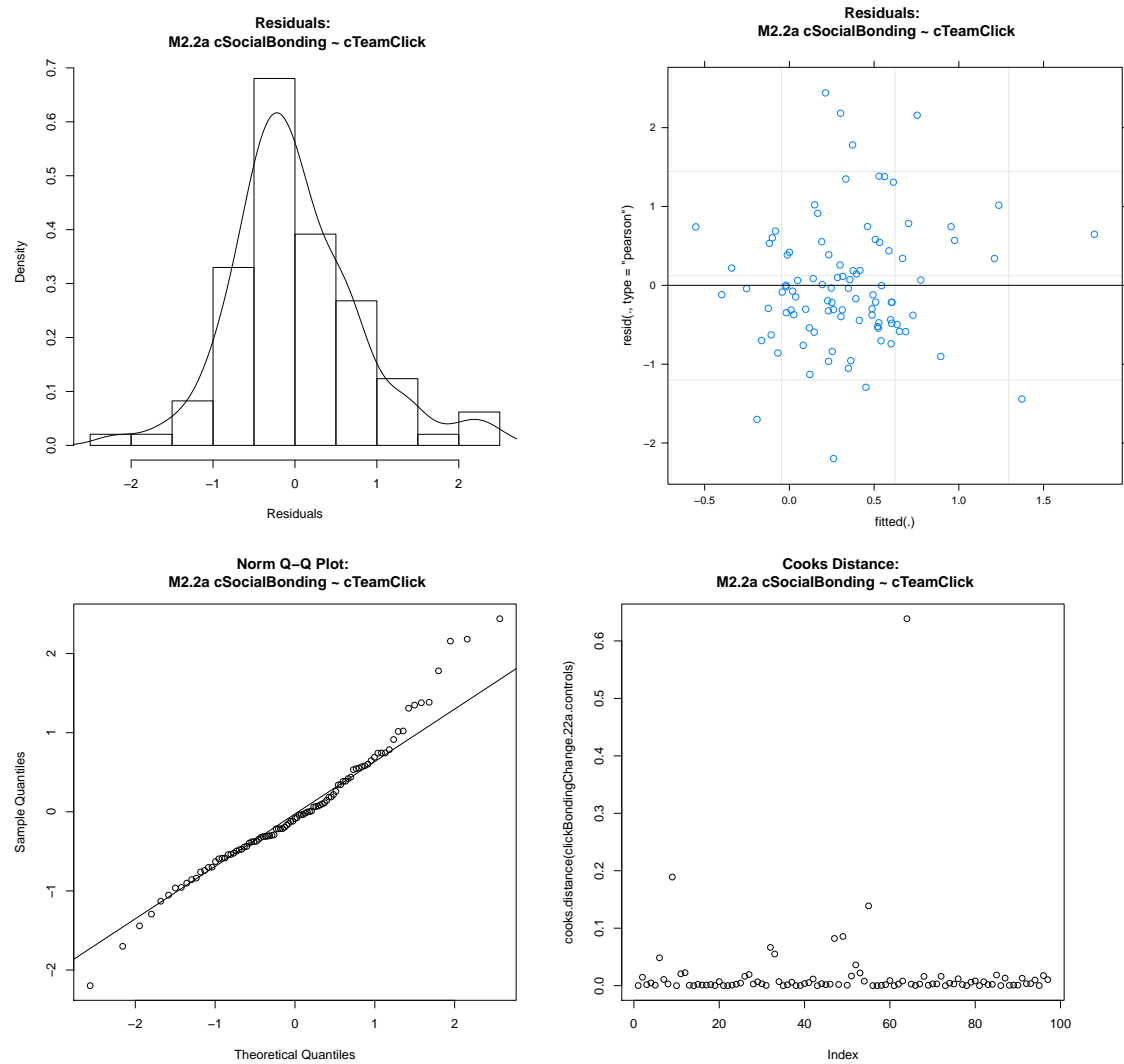 Residuals:
M2.2a cSocialBonding ~ cTeamClick
Density
0.7
0.6
0.5
0.4
0.3
0.2
0.1
0.0
−2
−1
0
1
2
Residuals
Residuals:
M2.2a cSocialBonding ~ cTeamClick
resid(., type = "pearson")
2
1
0
−1
−2
−0.5
0.0
0.5
1.0
1.5
fitted(.)
Norm Q−Q Plot:
M2.2a cSocialBonding ~ cTeamClick
Sample Quantiles
2
1
0
−1
−2
−2
−1
0
1
2
Theoretical Quantiles
Cooks Distance:
M2.2a cSocialBonding ~ cTeamClick
cooks.distance(clickBondingChange.22a.controls)
0.6
0.5
0.4
0.3
0.2
0.1
0.0
0
20
40
60
80
100
Index